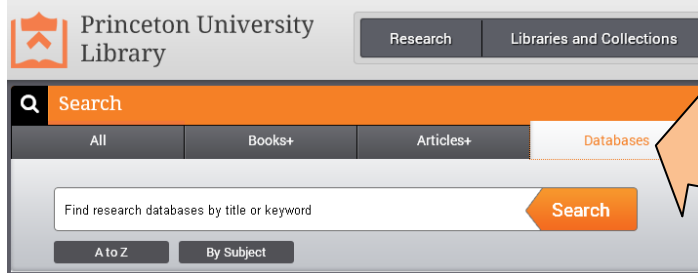 Princeton University
Library
Research
Libraries and Collections
Search
All
Books+
Articles+
Databases
Find research databases by title or keyword
Search
A to Z
By Subject